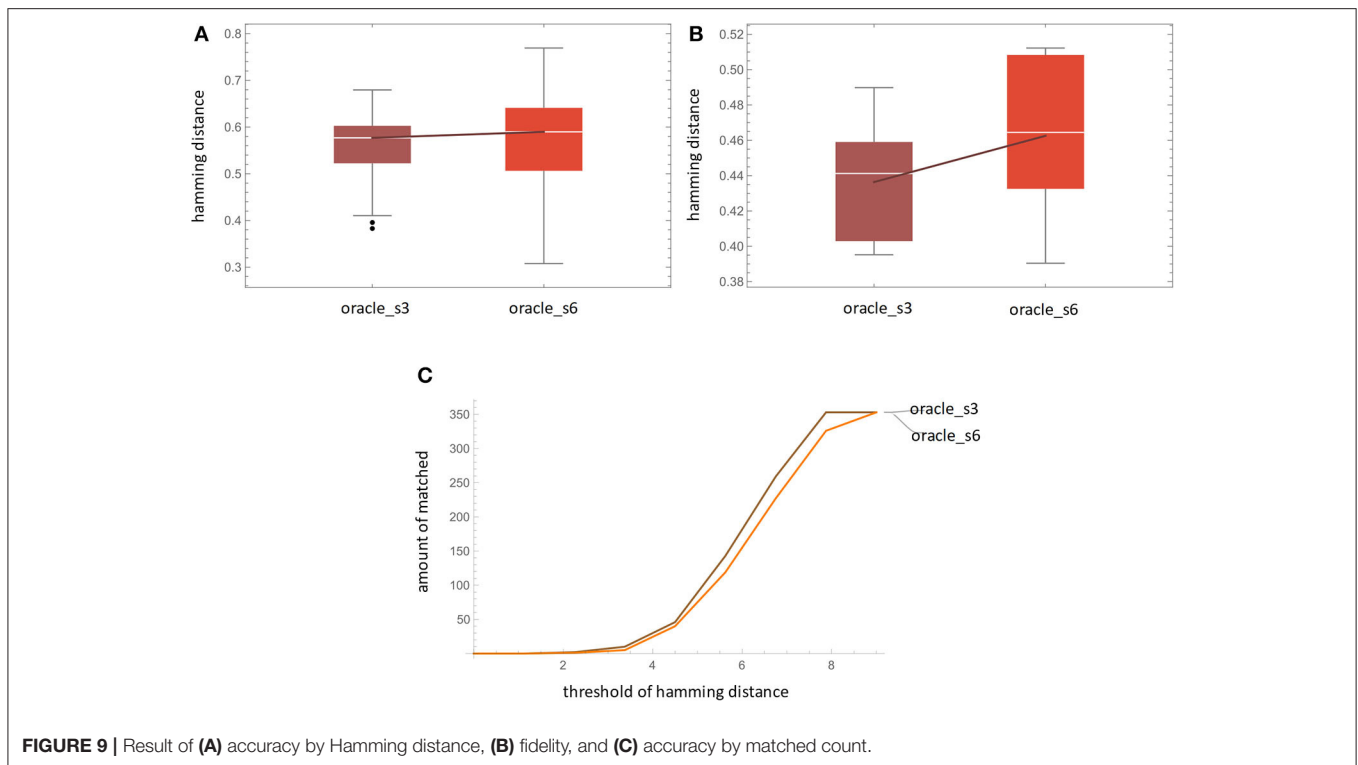 A
hamming distance
0.8
0.7
0.6
0.5
0.4
0.3
oracle_s3
oracle_s6
B
hamming distance
0.52
0.50
0.48
0.46
0.44
0.42
0.40
0.38
oracle_s3
oracle_s6
C
amount of matched
350
300
250
200
150
100
50
2
4
6
8
threshold of hamming distance
oracle_s3
oracle_s6
FIGURE 9 | Result of (A) accuracy by Hamming distance, (B) fidelity, and (C) accuracy by matched count.